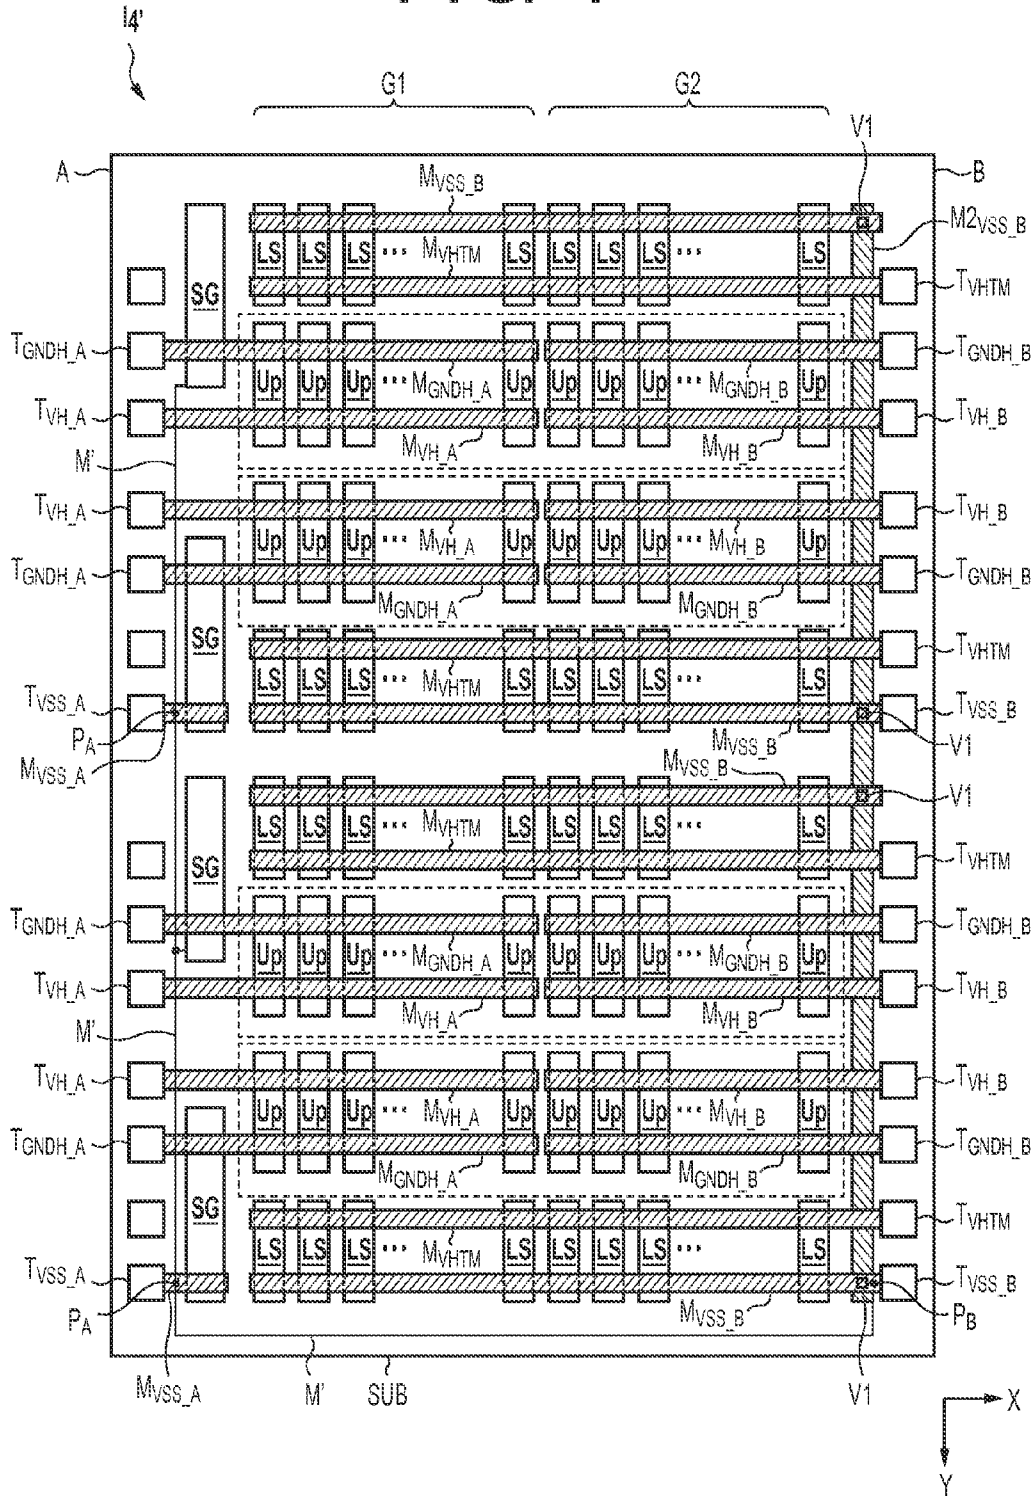 I4'
G1 G2
V1
A B
MVSS_B
M2VSS_B
LS LS LS ... LS LS LS LS ... LS
MVHTM
SG
TVHTM
TGNDH_A TGNDH_B
Up Up Up ... Up Up Up Up ... Up
MGNDH_A MGNDH_B
TVH_A TVH_B
MVH_A MVH_B
M'
TVH_A TVH_B
Up Up Up ... Up Up Up Up ... Up
MVH_A MVH_B
TGNDH_A TGNDH_B
MGNDH_A MGNDH_B
SG
TVHTM
LS LS LS ... LS LS LS LS ... LS
MVHTM
TVSS_A TVSS_B
PA
MVSS_B
V1
MVSS_A
MVSS_B
V1
LS LS LS ... LS LS LS LS ... LS
MVHTM
SG
TVHTM
TGNDH_A TGNDH_B
Up Up Up ... Up Up Up Up ... Up
MGNDH_A MGNDH_B
TVH_A TVH_B
MVH_A MVH_B
M'
TVH_A TVH_B
Up Up Up ... Up Up Up Up ... Up
MVH_A MVH_B
TGNDH_A TGNDH_B
MGNDH_A MGNDH_B
SG
TVHTM
LS LS LS ... LS LS LS LS ... LS
MVHTM
TVSS_A TVSS_B
PA PB
MVSS_B
MVSS_A M' SUB V1
X
Y